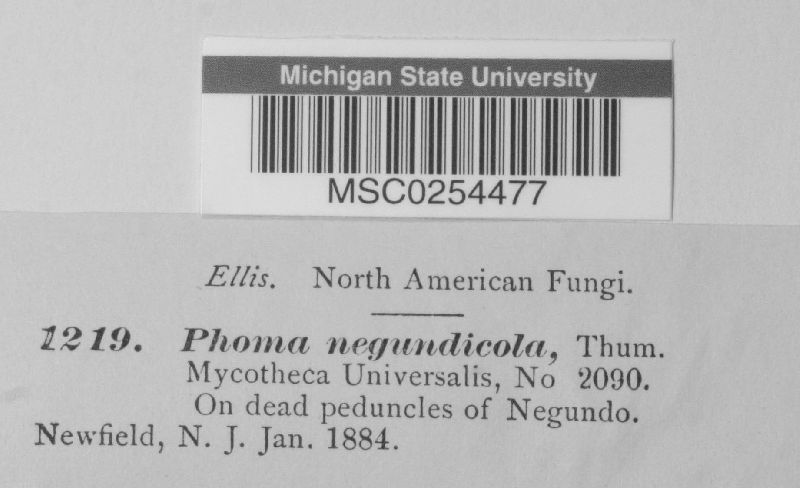 Michigan State University
MSC0254477
Ellis. North American Fungi.
1219. Phoma negundicola, Thum.
Mycotheca Universalis, No 2090.
On dead peduncles of Negundo.
Newfield, N. J. Jan. 1884.